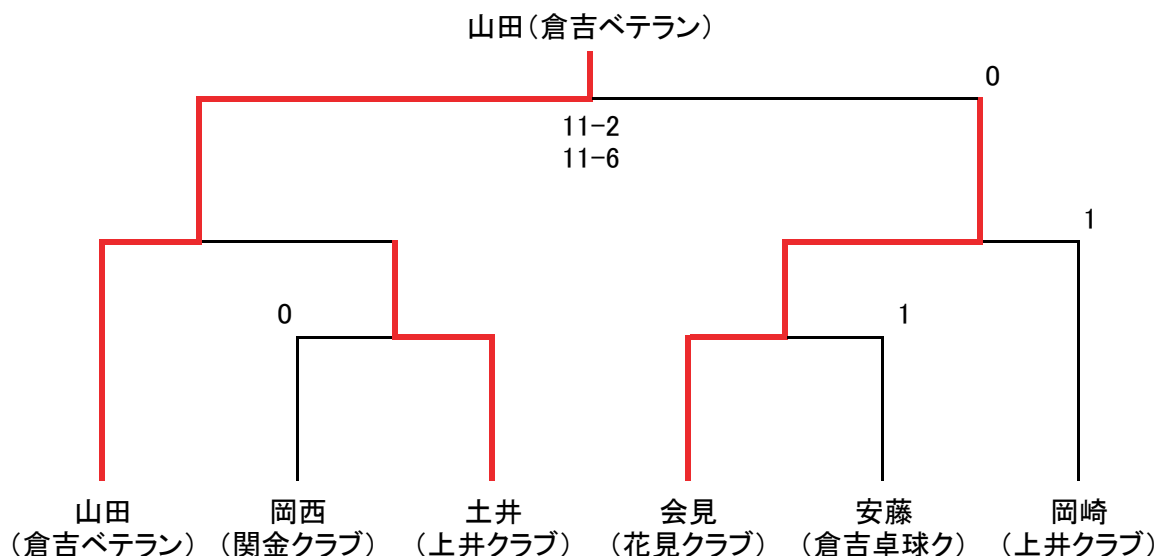 山田（倉吉ベテラン）
0
11-2
11-6
1
0
1
山田 岡西 土井 会見 安藤 岡崎
（倉吉ベテラン） （関金クラブ） （上井クラブ） （花見クラブ） （倉吉卓球ク） （上井クラブ）